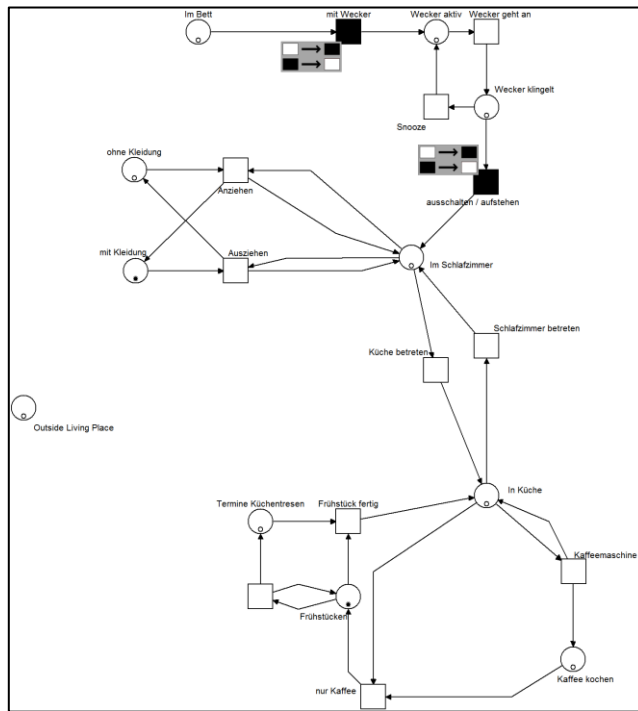 Im Bett
mit Wecker
Wecker aktiv
Wecker geht an
Wecker klingelt
Snooze
ohne Kleidung
Anziehen
ausschalten / aufstehen
mit Kleidung
Ausziehen
Im Schlafzimmer
Schlafzimmer betreten
Küche betreten
Outside Living Place
In Küche
Termine Küchentresen
Frühstück fertig
Kaffeemaschine
Frühstücken
Kaffee kochen
nur Kaffee